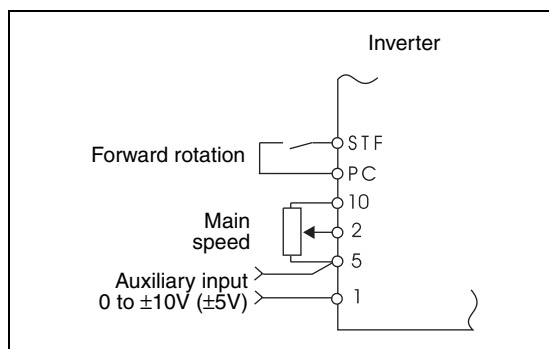 Inverter
Forward rotation
STF
PC
10
Main
speed
2
5
Auxiliary input
0 to ±10V (±5V)
1